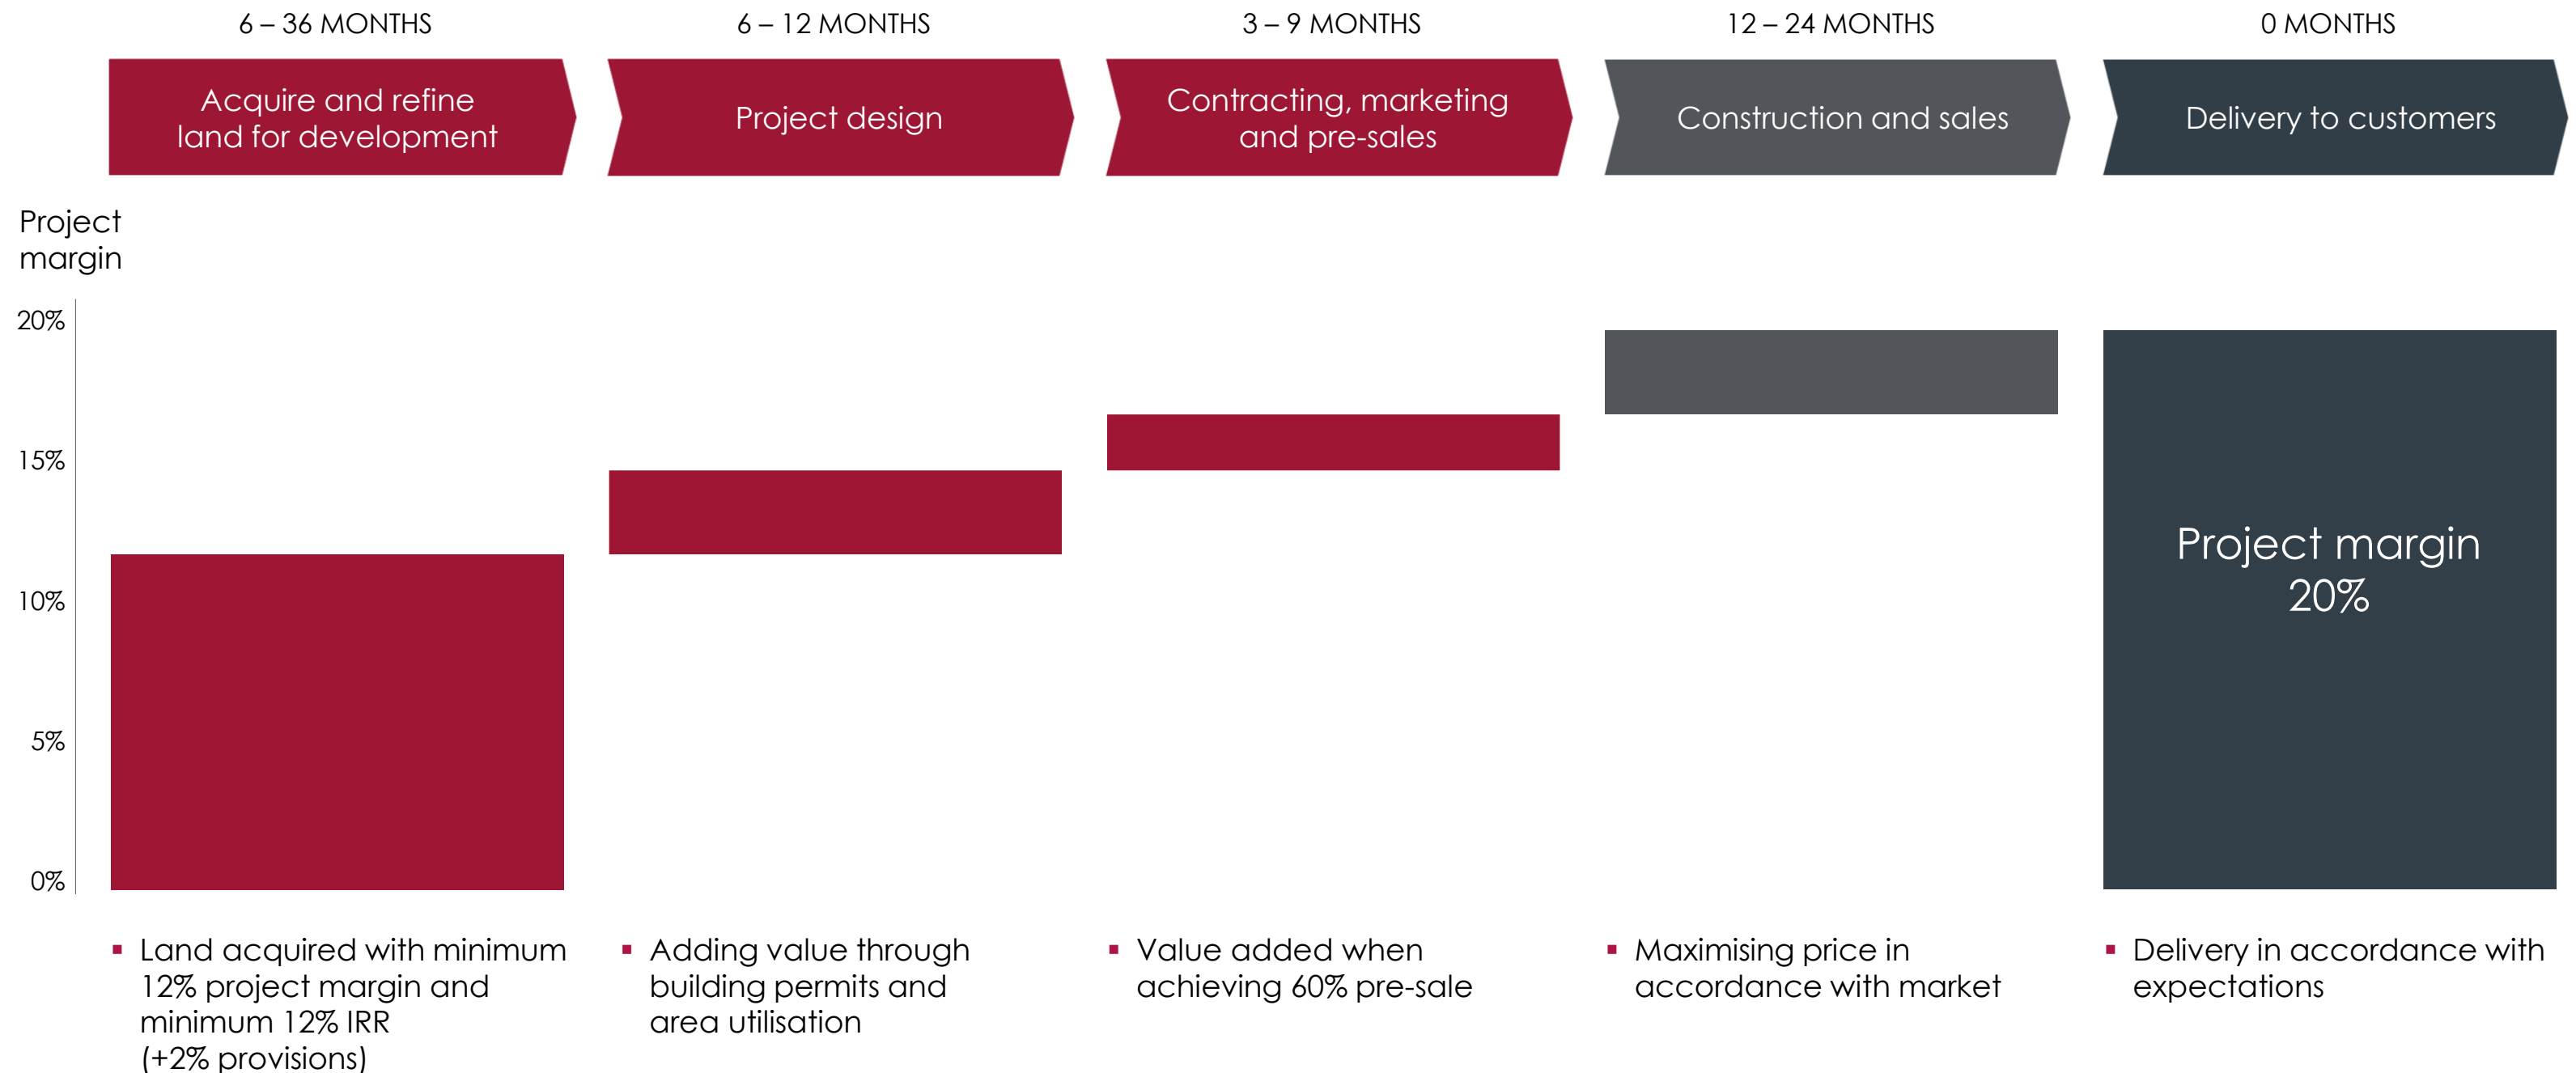 6 – 36 MONTHS
6 – 12 MONTHS
3 – 9 MONTHS
12 – 24 MONTHS
0 MONTHS
Acquire and refine
land for development
Project design
Contracting, marketing
and pre-sales
Construction and sales
Delivery to customers
Project
margin
20%
15%
10%
5%
0%
Project margin
20%
▪ Land acquired with minimum
12% project margin and
minimum 12% IRR
(+2% provisions)
▪ Adding value through
building permits and
area utilisation
▪ Value added when
achieving 60% pre-sale
▪ Maximising price in
accordance with market
▪ Delivery in accordance with
expectations